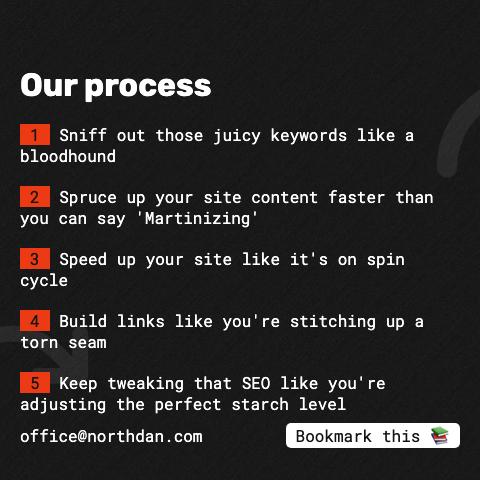 Our process
1 Sniff out those juicy keywords like a
bloodhound
2 Spruce up your site content faster than
you can say 'Martinizing'
3 Speed up your site like it's on spin
cycle
4 Build links like you're stitching up a
torn seam
5 Keep tweaking that SEO like you're
adjusting the perfect starch level
office@northdan.com
Bookmark this 📚